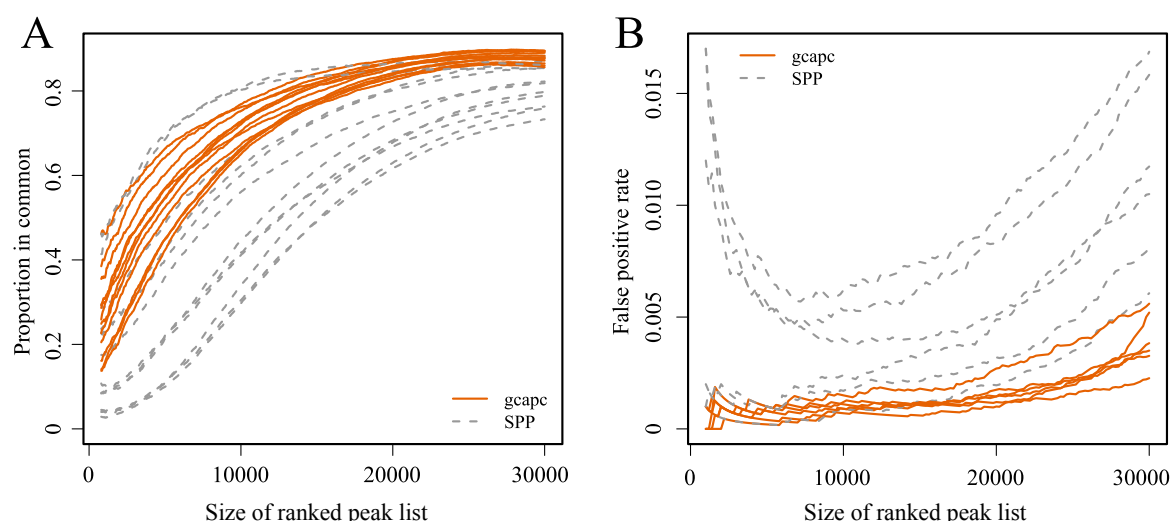 A
Proportion in common
0.8
0.6
0.4
0.2
0
gcapc
SPP
0 10000 20000 30000
Size of ranked peak list
B
gcapc
SPP
False positive rate
0.015
0.010
0.005
0
0 10000 20000 30000
Size of ranked peak list